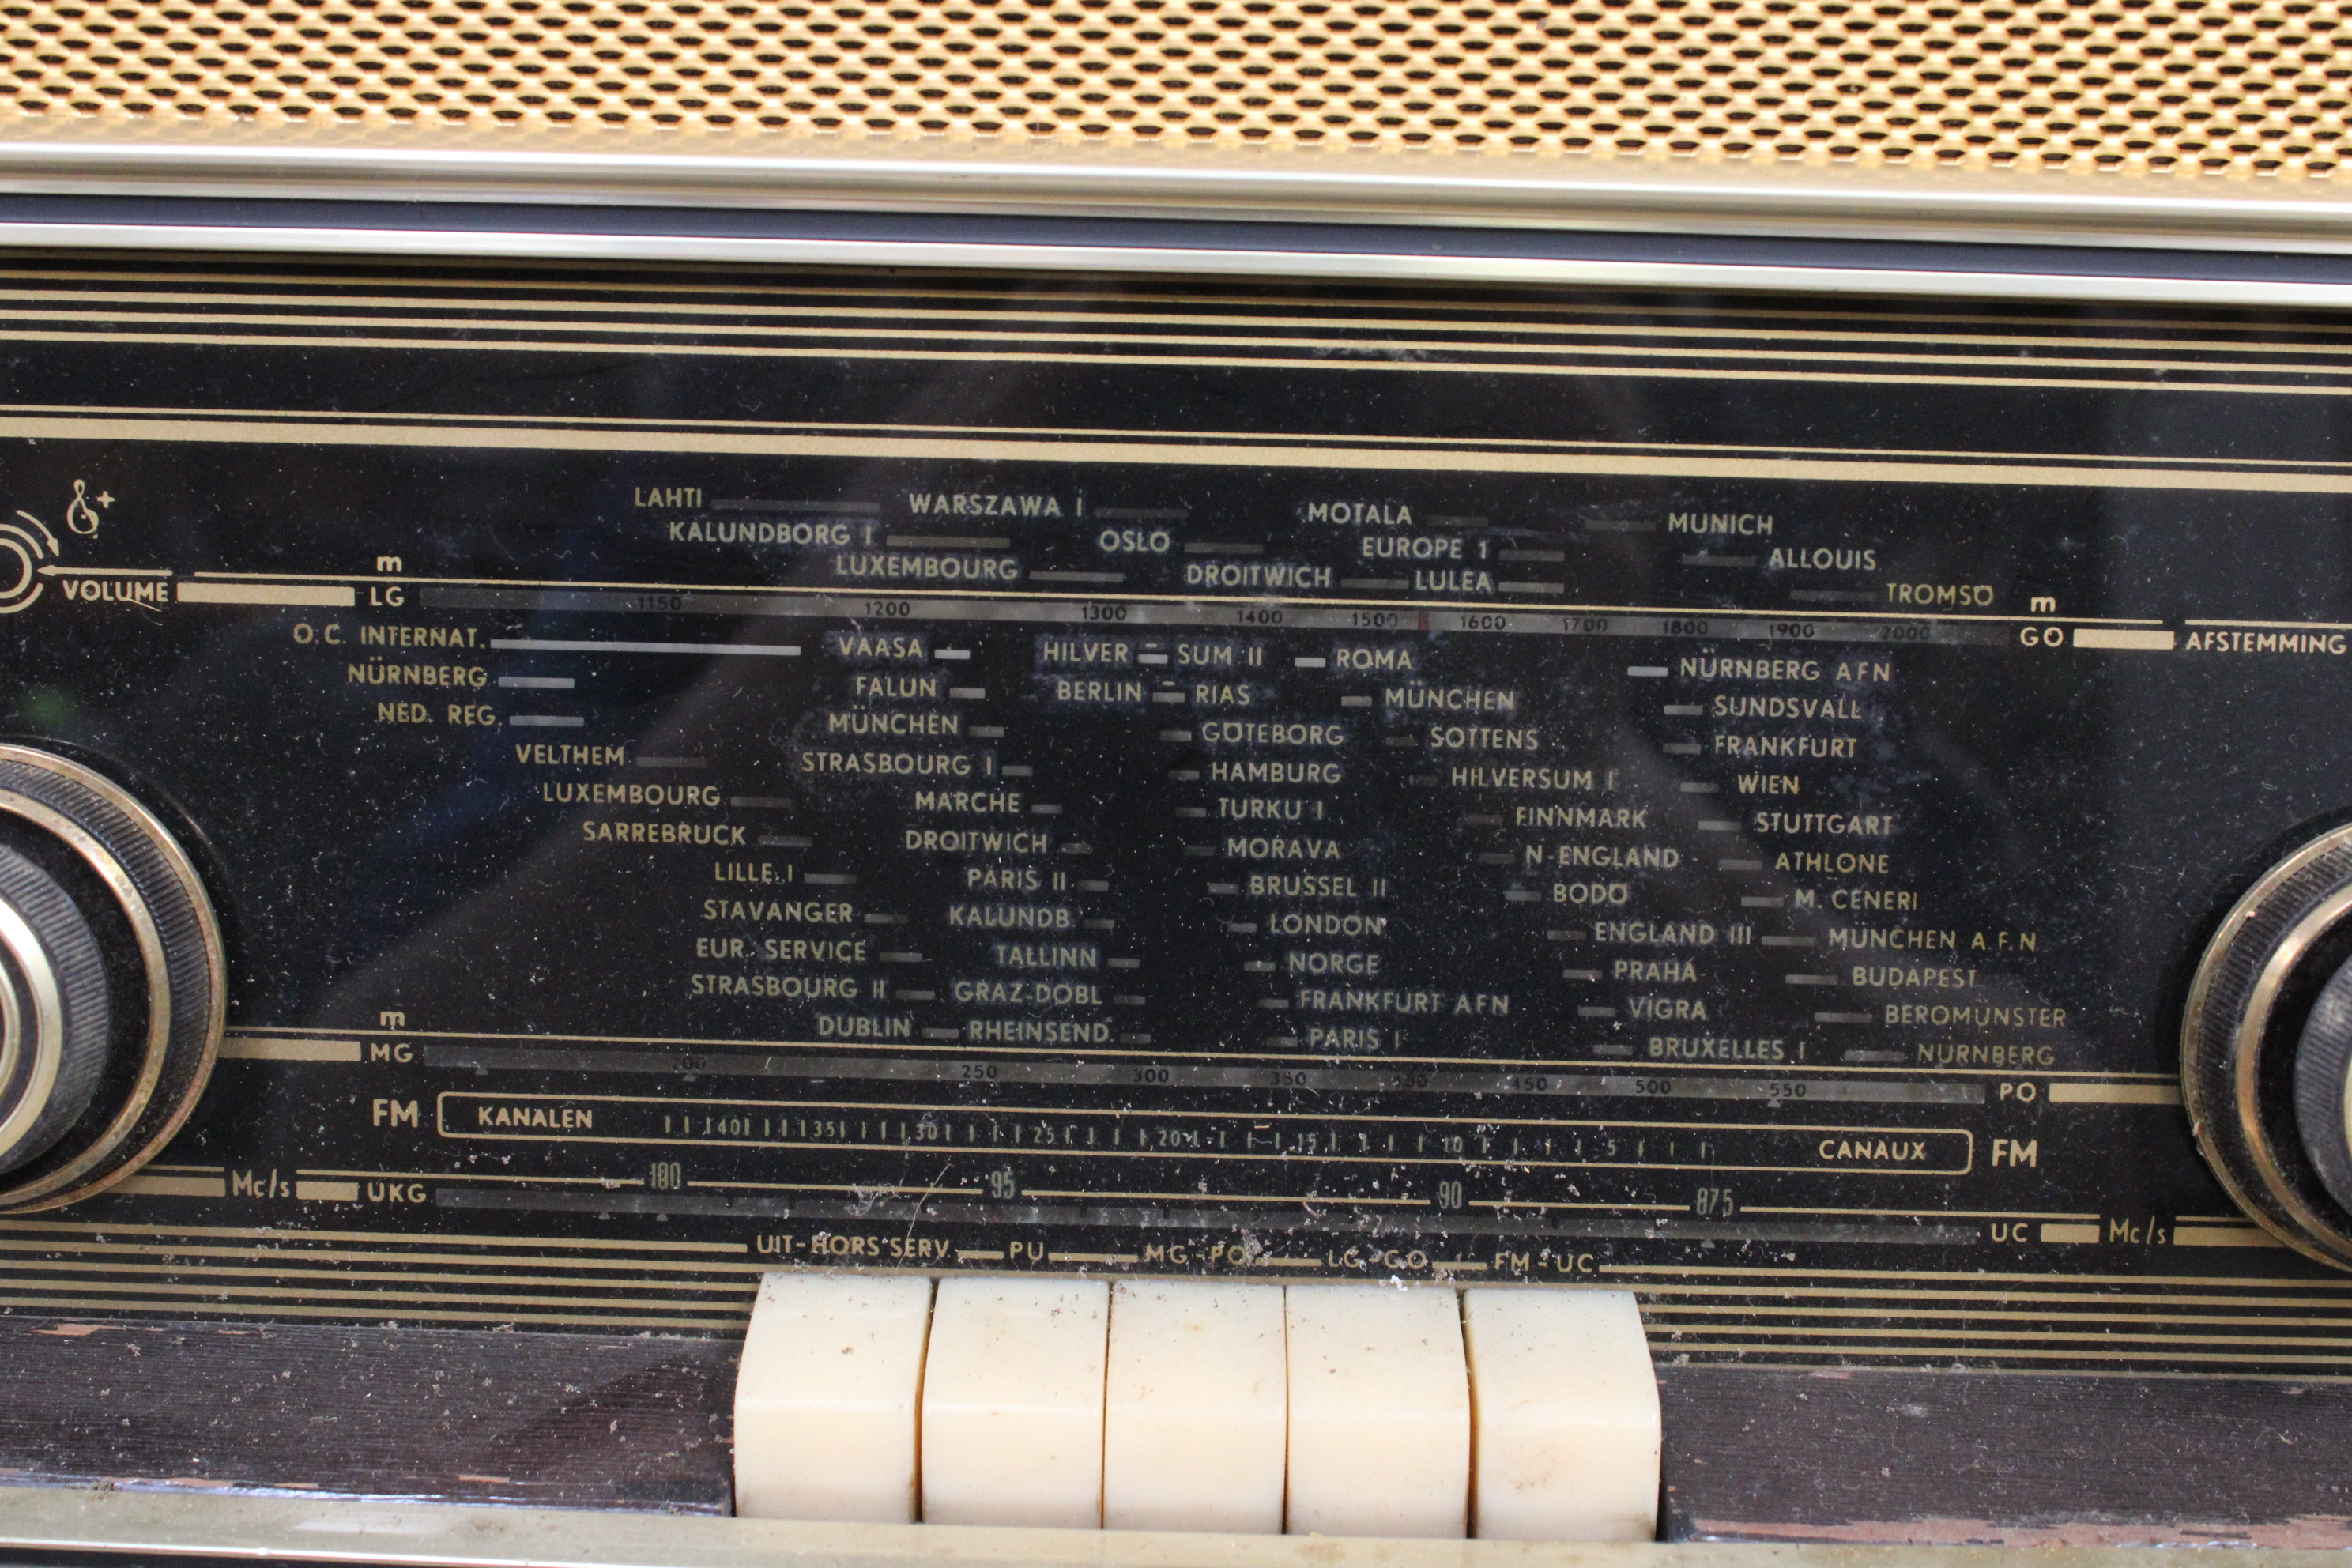 LAHTI WARSZAWA I MOTALA MUNICH
KALUNDBORG I OSLO EUROPE 1 ALLOUIS
LUXEMBOURG DROITWICH LULEA TROMSÖ
VOLUME m LG 1150 1200 1300 1400 1500 1600 1700 1800 1900 2000 m GO AFSTEMMING
O.C. INTERNAT. VAASA HILVER SUM II ROMA NÜRNBERG AFN
NÜRNBERG FALUN BERLIN RIAS MÜNCHEN SUNDSVALL
NED. REG. MÜNCHEN GÖTEBORG SOTTENS FRANKFURT
VELTHEM STRASBOURG I HAMBURG HILVERSUM I WIEN
LUXEMBOURG MARCHE TURKU I FINNMARK STUTTGART
SARREBRUCK DROITWICH MORAVA N-ENGLAND ATHLONE
LILLE I PARIS II BRUSSEL II BODÖ M. CENERI
STAVANGER KALUNDB. LONDON ENGLAND III MÜNCHEN A.F.N
EUR. SERVICE TALLINN NORGE PRAHA BUDAPEST
STRASBOURG II GRAZ-DOBL FRANKFURT AFN VIGRA BEROMÜNSTER
DUBLIN RHEINSEND. PARIS I BRUXELLES I NÜRNBERG
m MG 200 250 300 350 450 500 550 PO
FM KANALEN 40 35 30 25 20 15 10 5 CANAUX FM
Mc/s UKG 100 95 90 87.5 UC Mc/s
UIT-HORS SERV. PU MG-PO LG-GO FM-UC